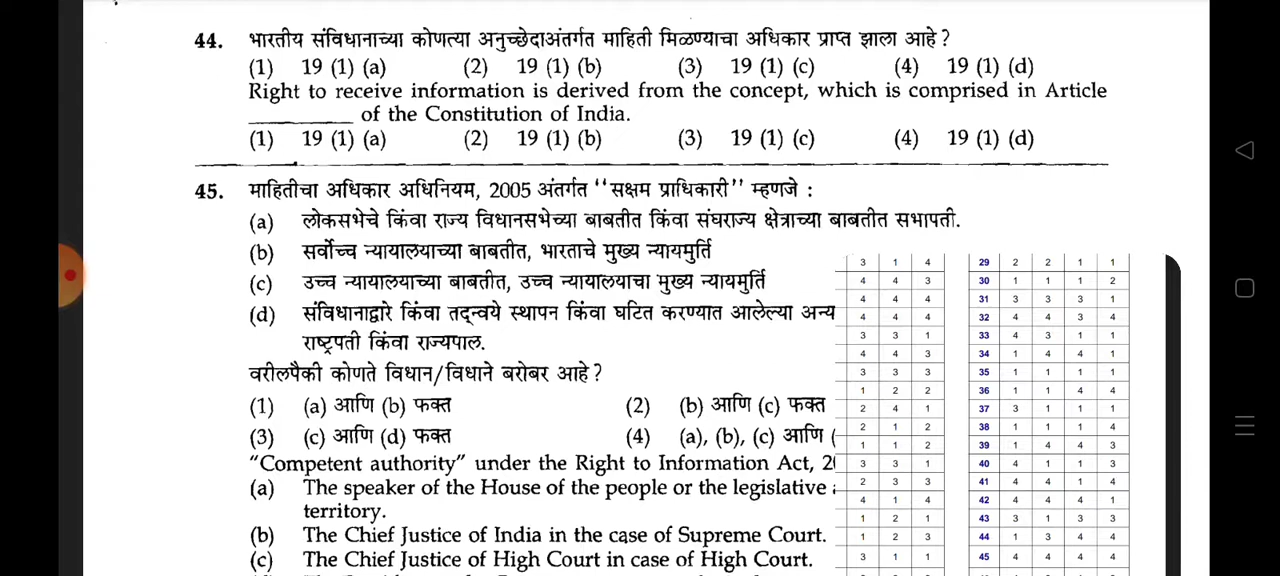 44. भारतीय संविधानाच्या कोणत्या अनुच्छेदाअंतर्गत माहिती मिळण्याचा अधिकार प्राप्त झाला आहे ?
(1) 19 (1) (a) (2) 19 (1) (b) (3) 19 (1) (c) (4) 19 (1) (d)
Right to receive information is derived from the concept, which is comprised in Article
________ of the Constitution of India.
(1) 19 (1) (a) (2) 19 (1) (b) (3) 19 (1) (c) (4) 19 (1) (d)
45. माहितीचा अधिकार अधिनियम, 2005 अंतर्गत “सक्षम प्राधिकारी” म्हणजे :
(a) लोकसभेचे किंवा राज्य विधानसभेच्या बाबतीत किंवा संघराज्य क्षेत्राच्या बाबतीत सभापती.
(b) सर्वोच्च न्यायालयाच्या बाबतीत, भारताचे मुख्य न्यायमुर्ति
(c) उच्च न्यायालयाच्या बाबतीत, उच्च न्यायालयाचा मुख्य न्यायमुर्ति
(d) संविधानाद्वारे किंवा तद्न्वये स्थापन किंवा घटित करण्यात आलेल्या अन्य
राष्ट्रपती किंवा राज्यपाल.
वरीलपैकी कोणते विधान/विधाने बरोबर आहे ?
(1) (a) आणि (b) फक्त (2) (b) आणि (c) फक्त
(3) (c) आणि (d) फक्त (4) (a), (b), (c) आणि (
“Competent authority” under the Right to Information Act, 2
(a) The speaker of the House of the people or the legislative
territory.
(b) The Chief Justice of India in the case of Supreme Court.
(c) The Chief Justice of High Court in case of High Court.
3 1 4 29 2 2 1 1
4 4 3 30 1 1 1 2
4 4 4 31 3 3 3 1
4 4 4 32 4 4 3 4
3 3 1 33 4 3 1 1
4 4 3 34 1 4 4 1
3 3 3 35 1 1 1 1
1 2 2 36 1 1 4 4
2 4 1 37 3 1 1 1
2 1 2 38 1 1 1 4
1 1 2 39 1 4 4 3
3 3 1 40 4 1 1 3
2 3 3 41 4 4 1 4
4 1 4 42 4 4 4 1
1 2 1 43 3 1 3 3
1 2 3 44 1 3 4 4
3 1 1 45 4 4 4 4